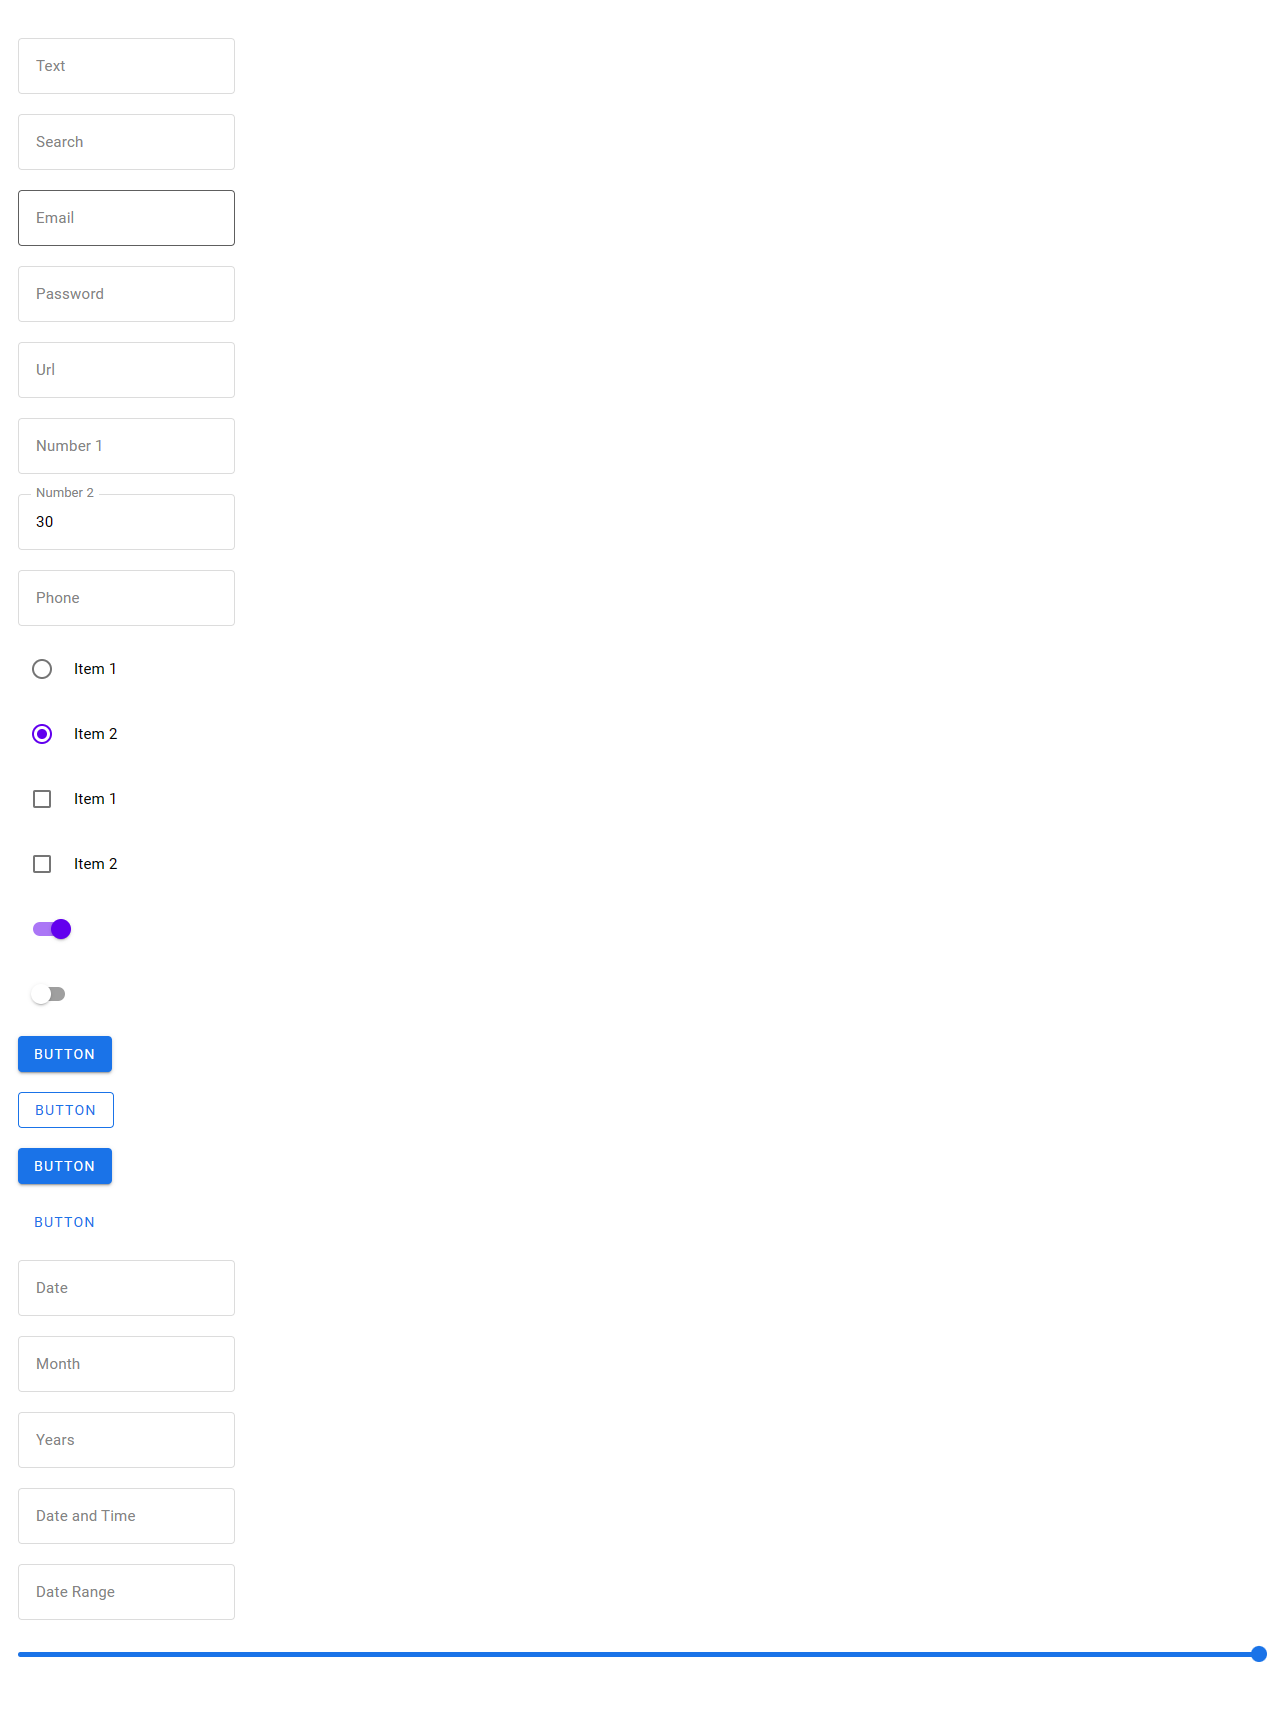 Text
Search
Email
Password
Url
Number 1
Number 2
30
Phone
Item 1
Item 2
Item 1
Item 2
BUTTON
BUTTON
BUTTON
BUTTON
Date
Month
Years
Date and Time
Date Range